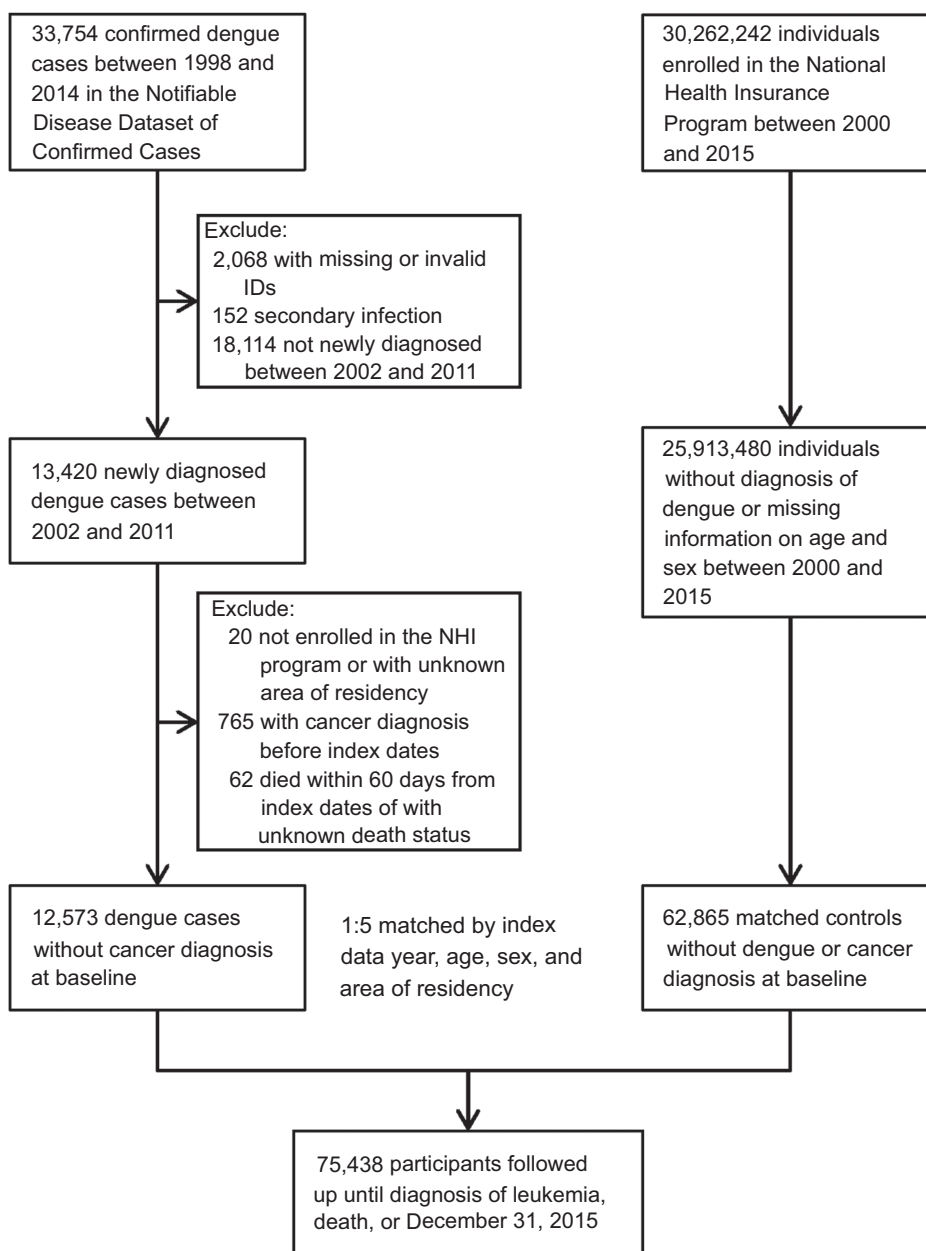 33,754 confirmed dengue
cases between 1998 and
2014 in the Notifiable
Disease Dataset of
Confirmed Cases
30,262,242 individuals
enrolled in the National
Health Insurance
Program between 2000
and 2015
Exclude:
2,068 with missing or invalid
IDs
152 secondary infection
18,114 not newly diagnosed
between 2002 and 2011
13,420 newly diagnosed
dengue cases between
2002 and 2011
25,913,480 individuals
without diagnosis of
dengue or missing
information on age and
sex between 2000 and
2015
Exclude:
20 not enrolled in the NHI
program or with unknown
area of residency
765 with cancer diagnosis
before index dates
62 died within 60 days from
index dates of with
unknown death status
12,573 dengue cases
without cancer diagnosis
at baseline
1:5 matched by index
data year, age, sex, and
area of residency
62,865 matched controls
without dengue or cancer
diagnosis at baseline
75,438 participants followed
up until diagnosis of leukemia,
death, or December 31, 2015